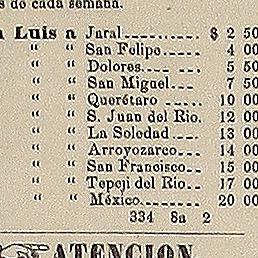 s de cada semana.
Luis a Jaral............ $ 2 50
“ “ San Felipo...... 4 00
“ “ Dolores.... ... 5 50
“ “ San Miguel.... 7 50
“ “ Querétaro ..... 10 00
“ “ S. Juan del Rio. 12 00
“ “ La Soledad .... 13 00
“ “ Arroyozarco.... 14 00
“ “ San Francisco.. 15 00
“ “ Tepeji del Rio.. 17 00
“ “ México......... 20 00
334 8a 2
ATENCION